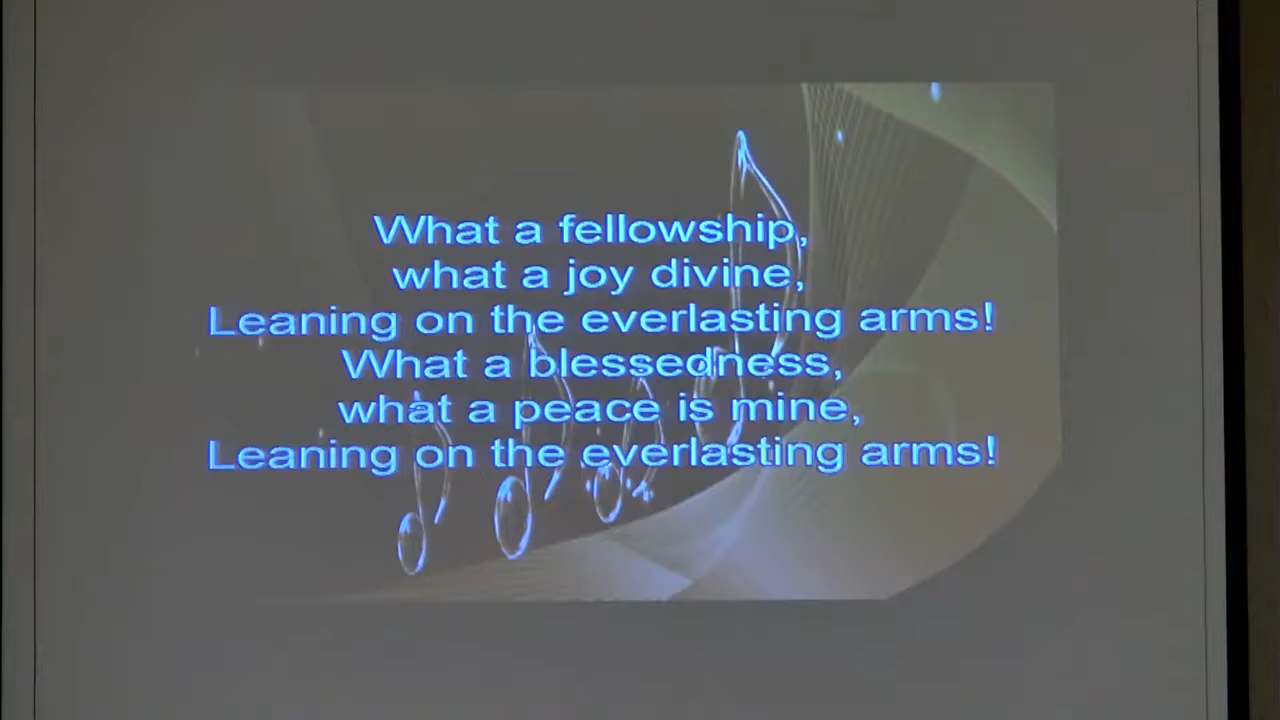 What a fellowship,
what a joy divine,
Leaning on the everlasting arms!
What a blessedness,
what a peace is mine,
Leaning on the everlasting arms!